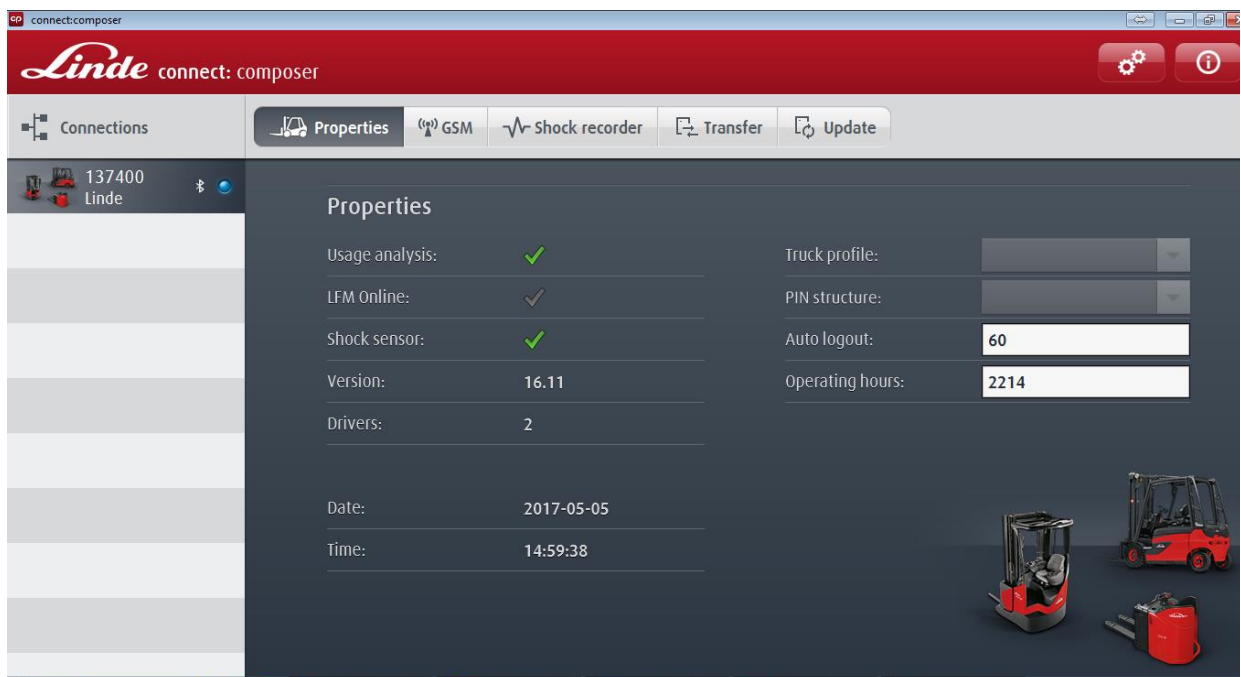 connect:composer
Linde connect: composer
Connections
Properties
GSM
Shock recorder
Transfer
Update
137400
Linde
Properties
Usage analysis:
LFM Online:
Shock sensor:
Version: 16.11
Drivers: 2
Date: 2017-05-05
Time: 14:59:38
Truck profile:
PIN structure:
Auto logout: 60
Operating hours: 2214